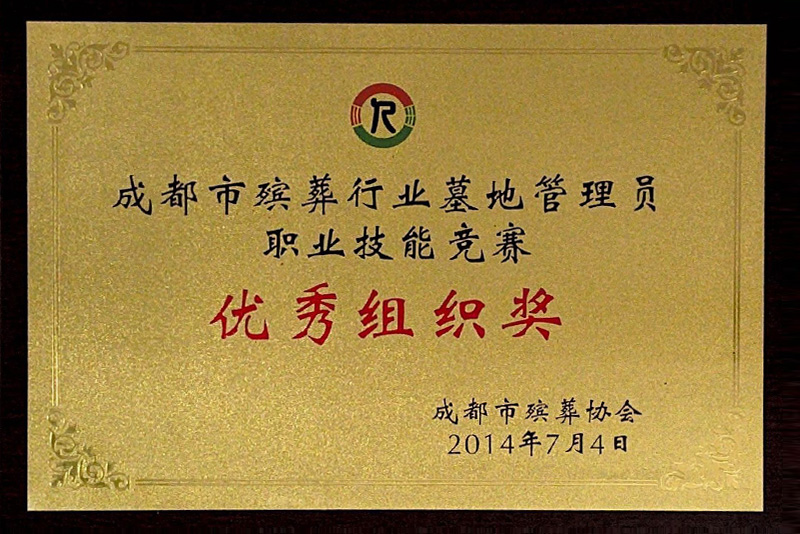 成都市殡葬行业墓地管理员
职业技能竞赛
优秀组织奖
成都市殡葬协会
2014年7月4日